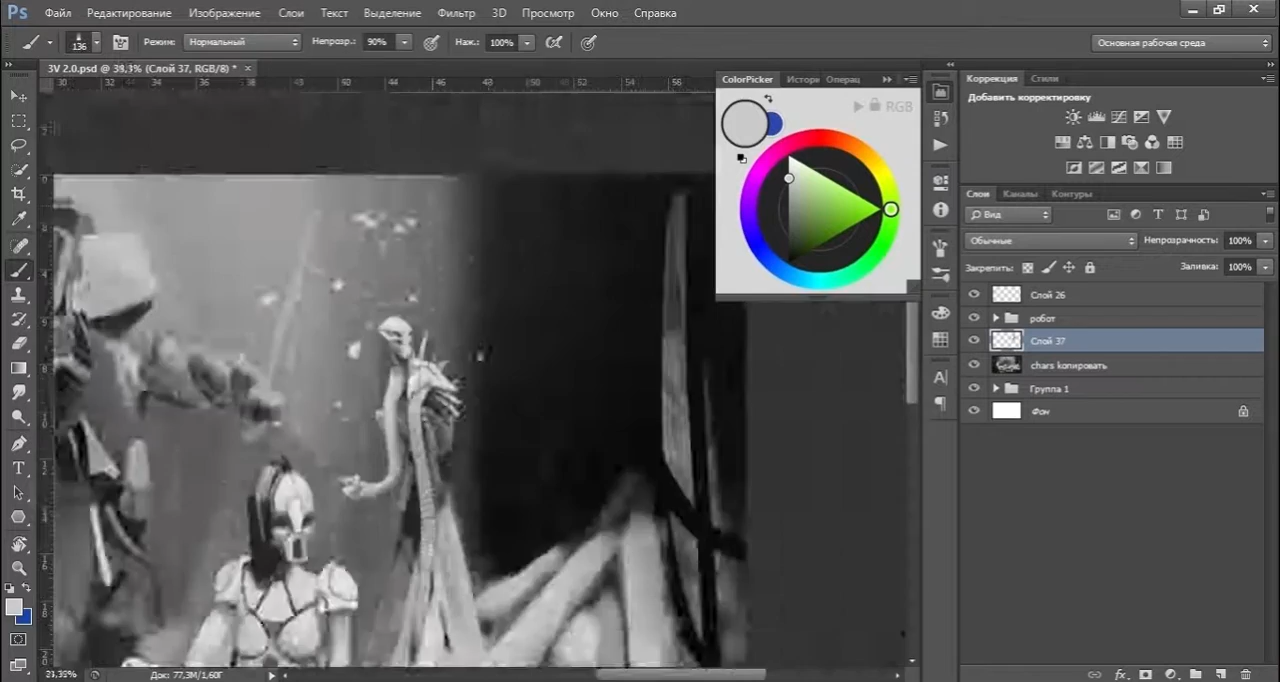 Ps Файл Редактирование Изображение Слои Текст Выделение Фильтр 3D Просмотр Окно Справка
136 Режим: Нормальный Непрозр.: 90% Наж.: 100% Основная рабочая среда
3V 2.0.psd @ 39,3% (Слой 37, RGB/8) *
ColorPicker Истори Операц
RGB
Коррекция Стили
Добавить корректировку
Слои Каналы Контуры
Вид
Обычные Непрозрачность: 100%
Закрепить: Заливка: 100%
Слой 26
робот
Слой 37
chars копировать
Группа 1
Фон
Док: 77,3M/1,60Г